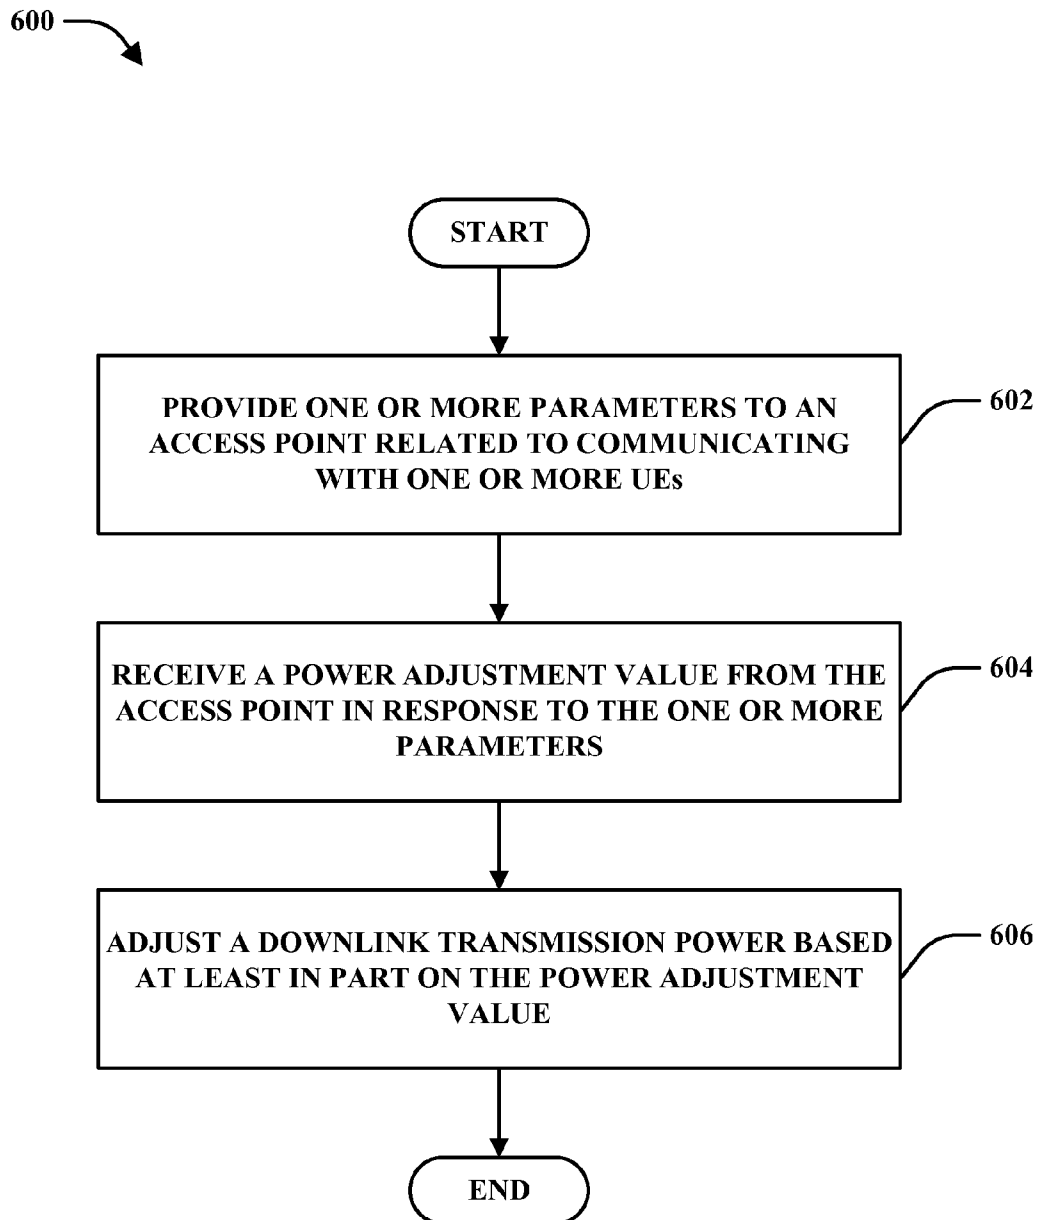 600
START
PROVIDE ONE OR MORE PARAMETERS TO AN
ACCESS POINT RELATED TO COMMUNICATING
WITH ONE OR MORE UEs
602
RECEIVE A POWER ADJUSTMENT VALUE FROM THE
ACCESS POINT IN RESPONSE TO THE ONE OR MORE
PARAMETERS
604
ADJUST A DOWNLINK TRANSMISSION POWER BASED
AT LEAST IN PART ON THE POWER ADJUSTMENT
VALUE
606
END